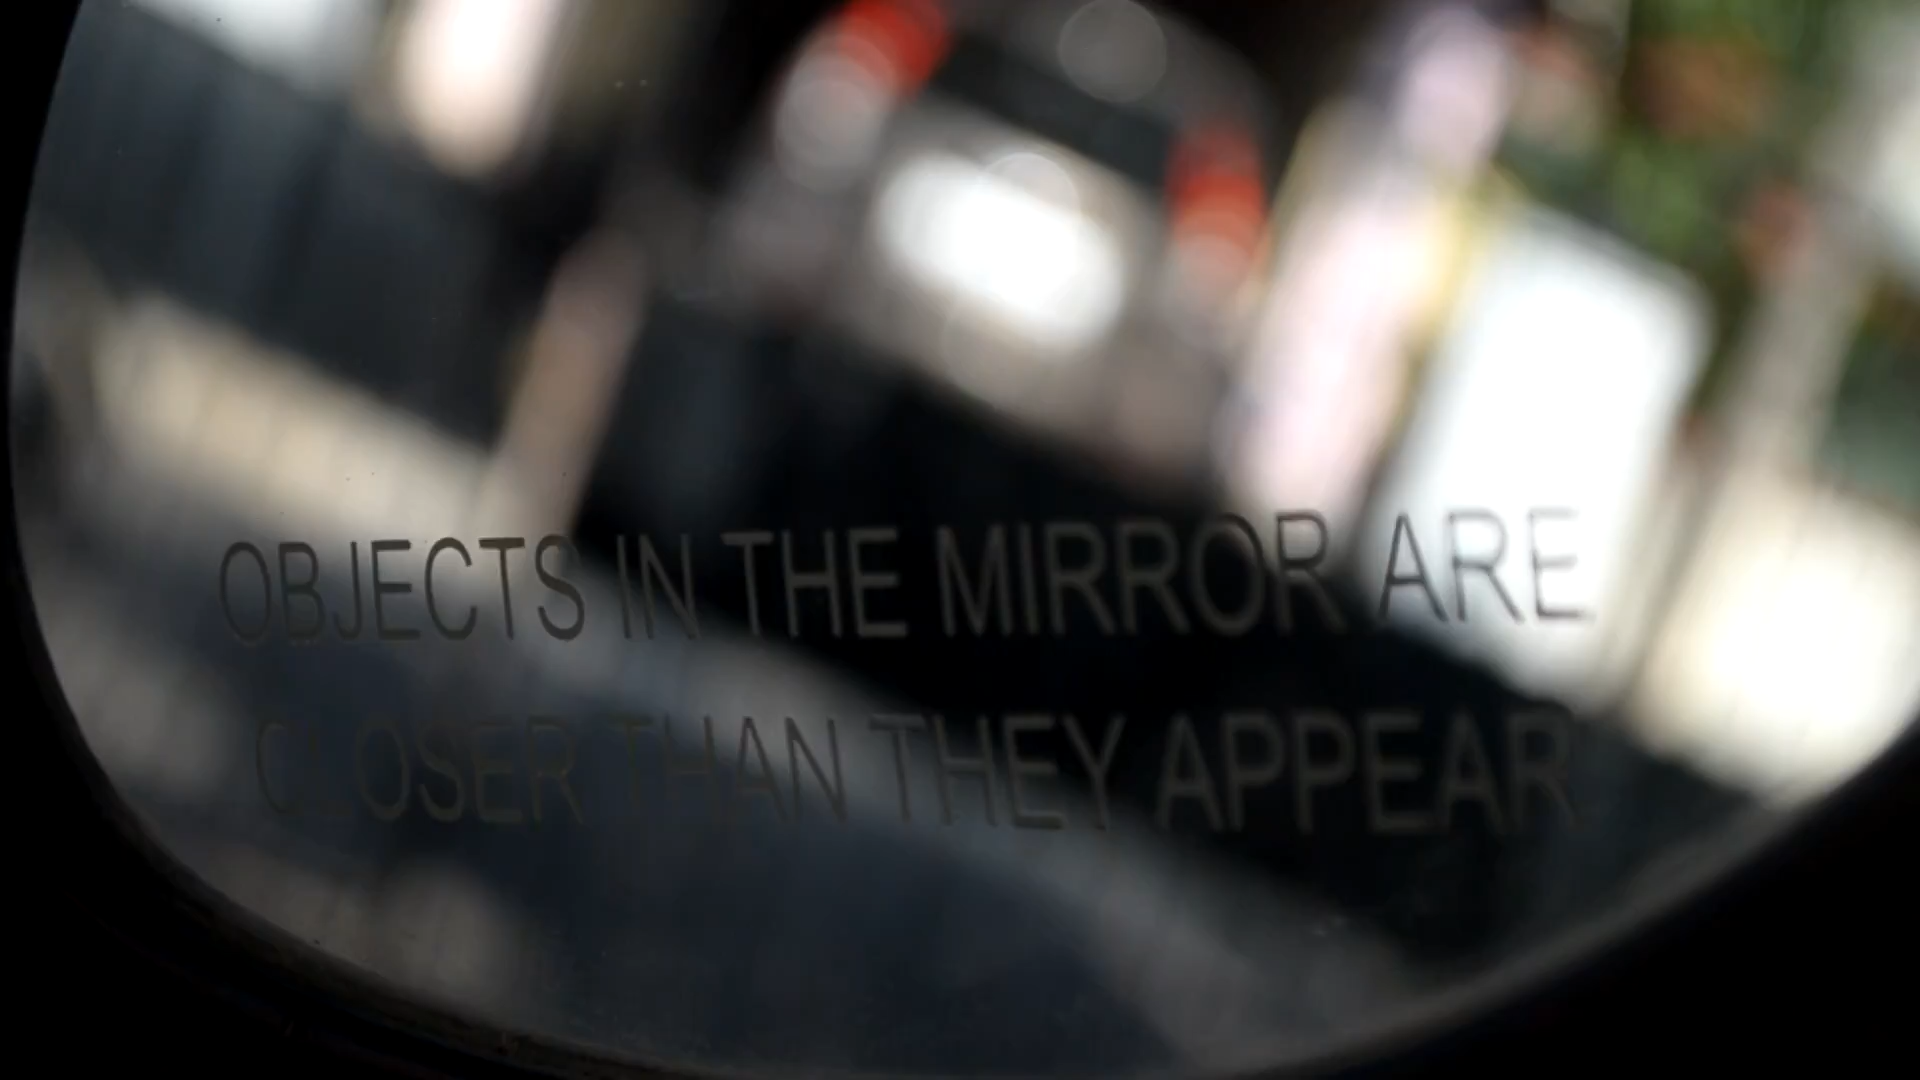 OBJECTS IN THE MIRROR ARE
CLOSER THAN THEY APPEAR